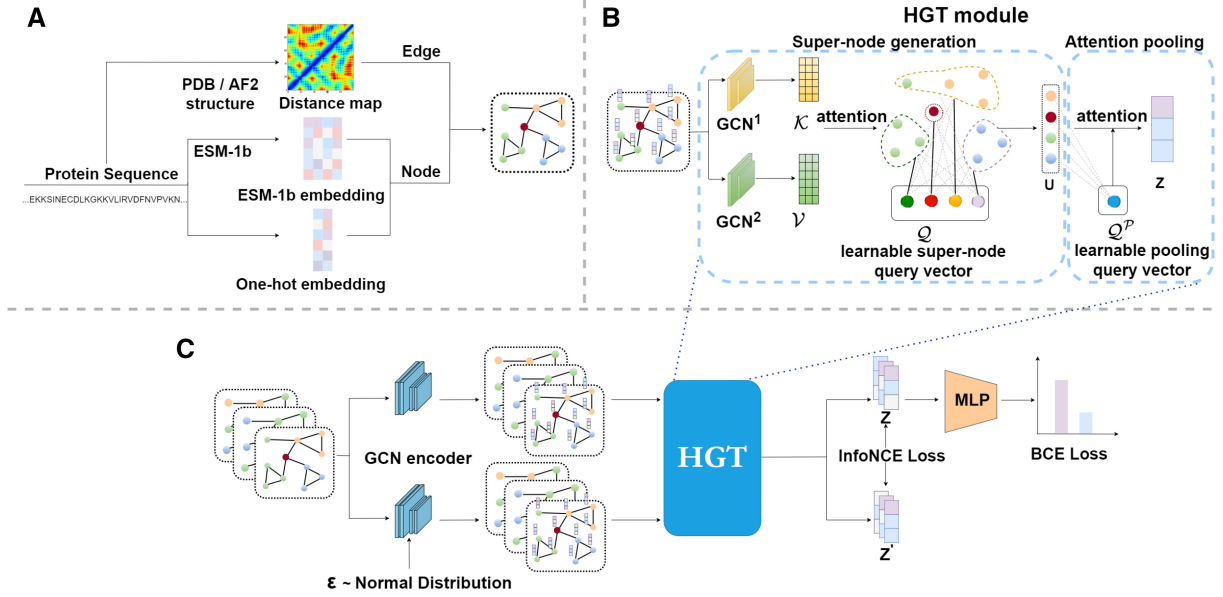 A
PDB / AF2
structure
Distance map
Edge
ESM-1b
Protein Sequence
...EKKSINECDLKGKKVLIRVDFNVPVKN...
ESM-1b embedding
Node
One-hot embedding
B
HGT module
Super-node generation
Attention pooling
GCN1
K
attention
GCN2
V
Q
learnable super-node
query vector
U
attention
Z
QP
learnable pooling
query vector
C
GCN encoder
ε ~ Normal Distribution
HGT
Z
InfoNCE Loss
Z'
MLP
BCE Loss